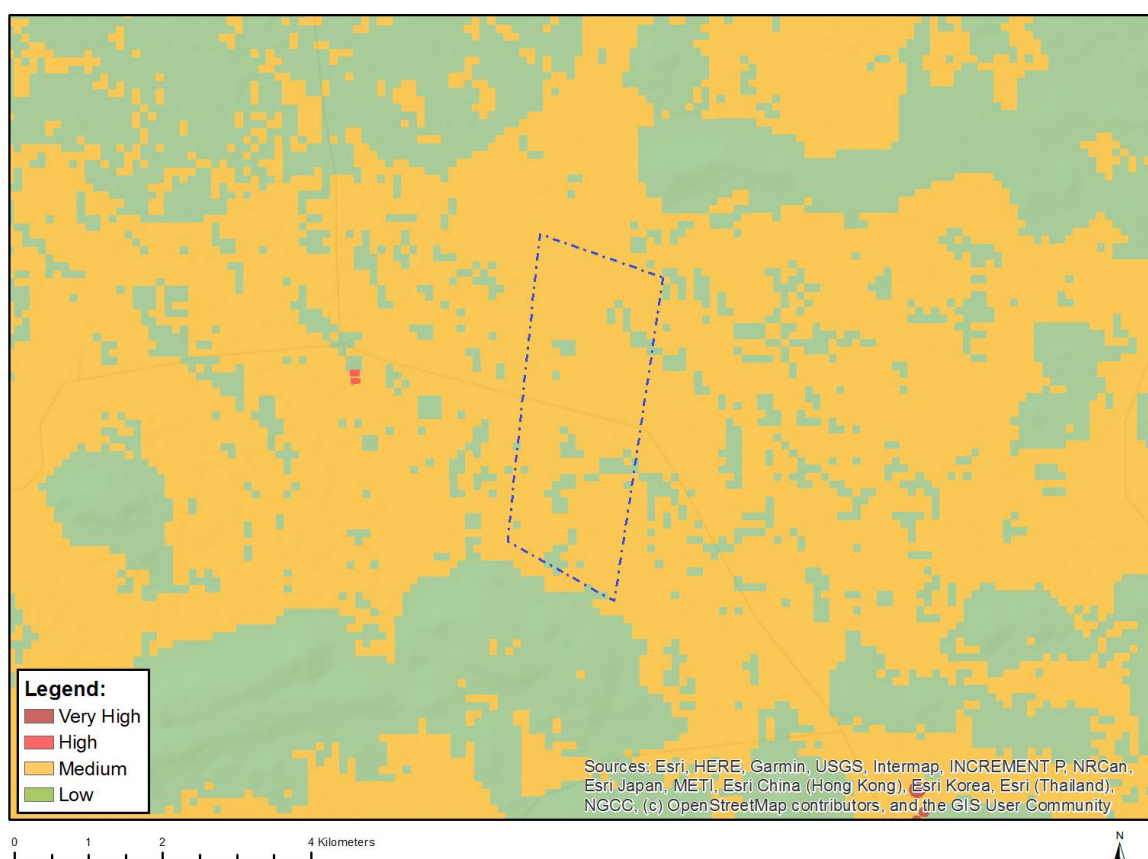 Legend:
Very High
High
Medium
Low
Sources: Esri, HERE, Garmin, USGS, Intermap, INCREMENT P, NRCan,
Esri Japan, METI, Esri China (Hong Kong), Esri Korea, Esri (Thailand),
NGCC, (c) OpenStreetMap contributors, and the GIS User Community
0 1 2 4 Kilometers
N